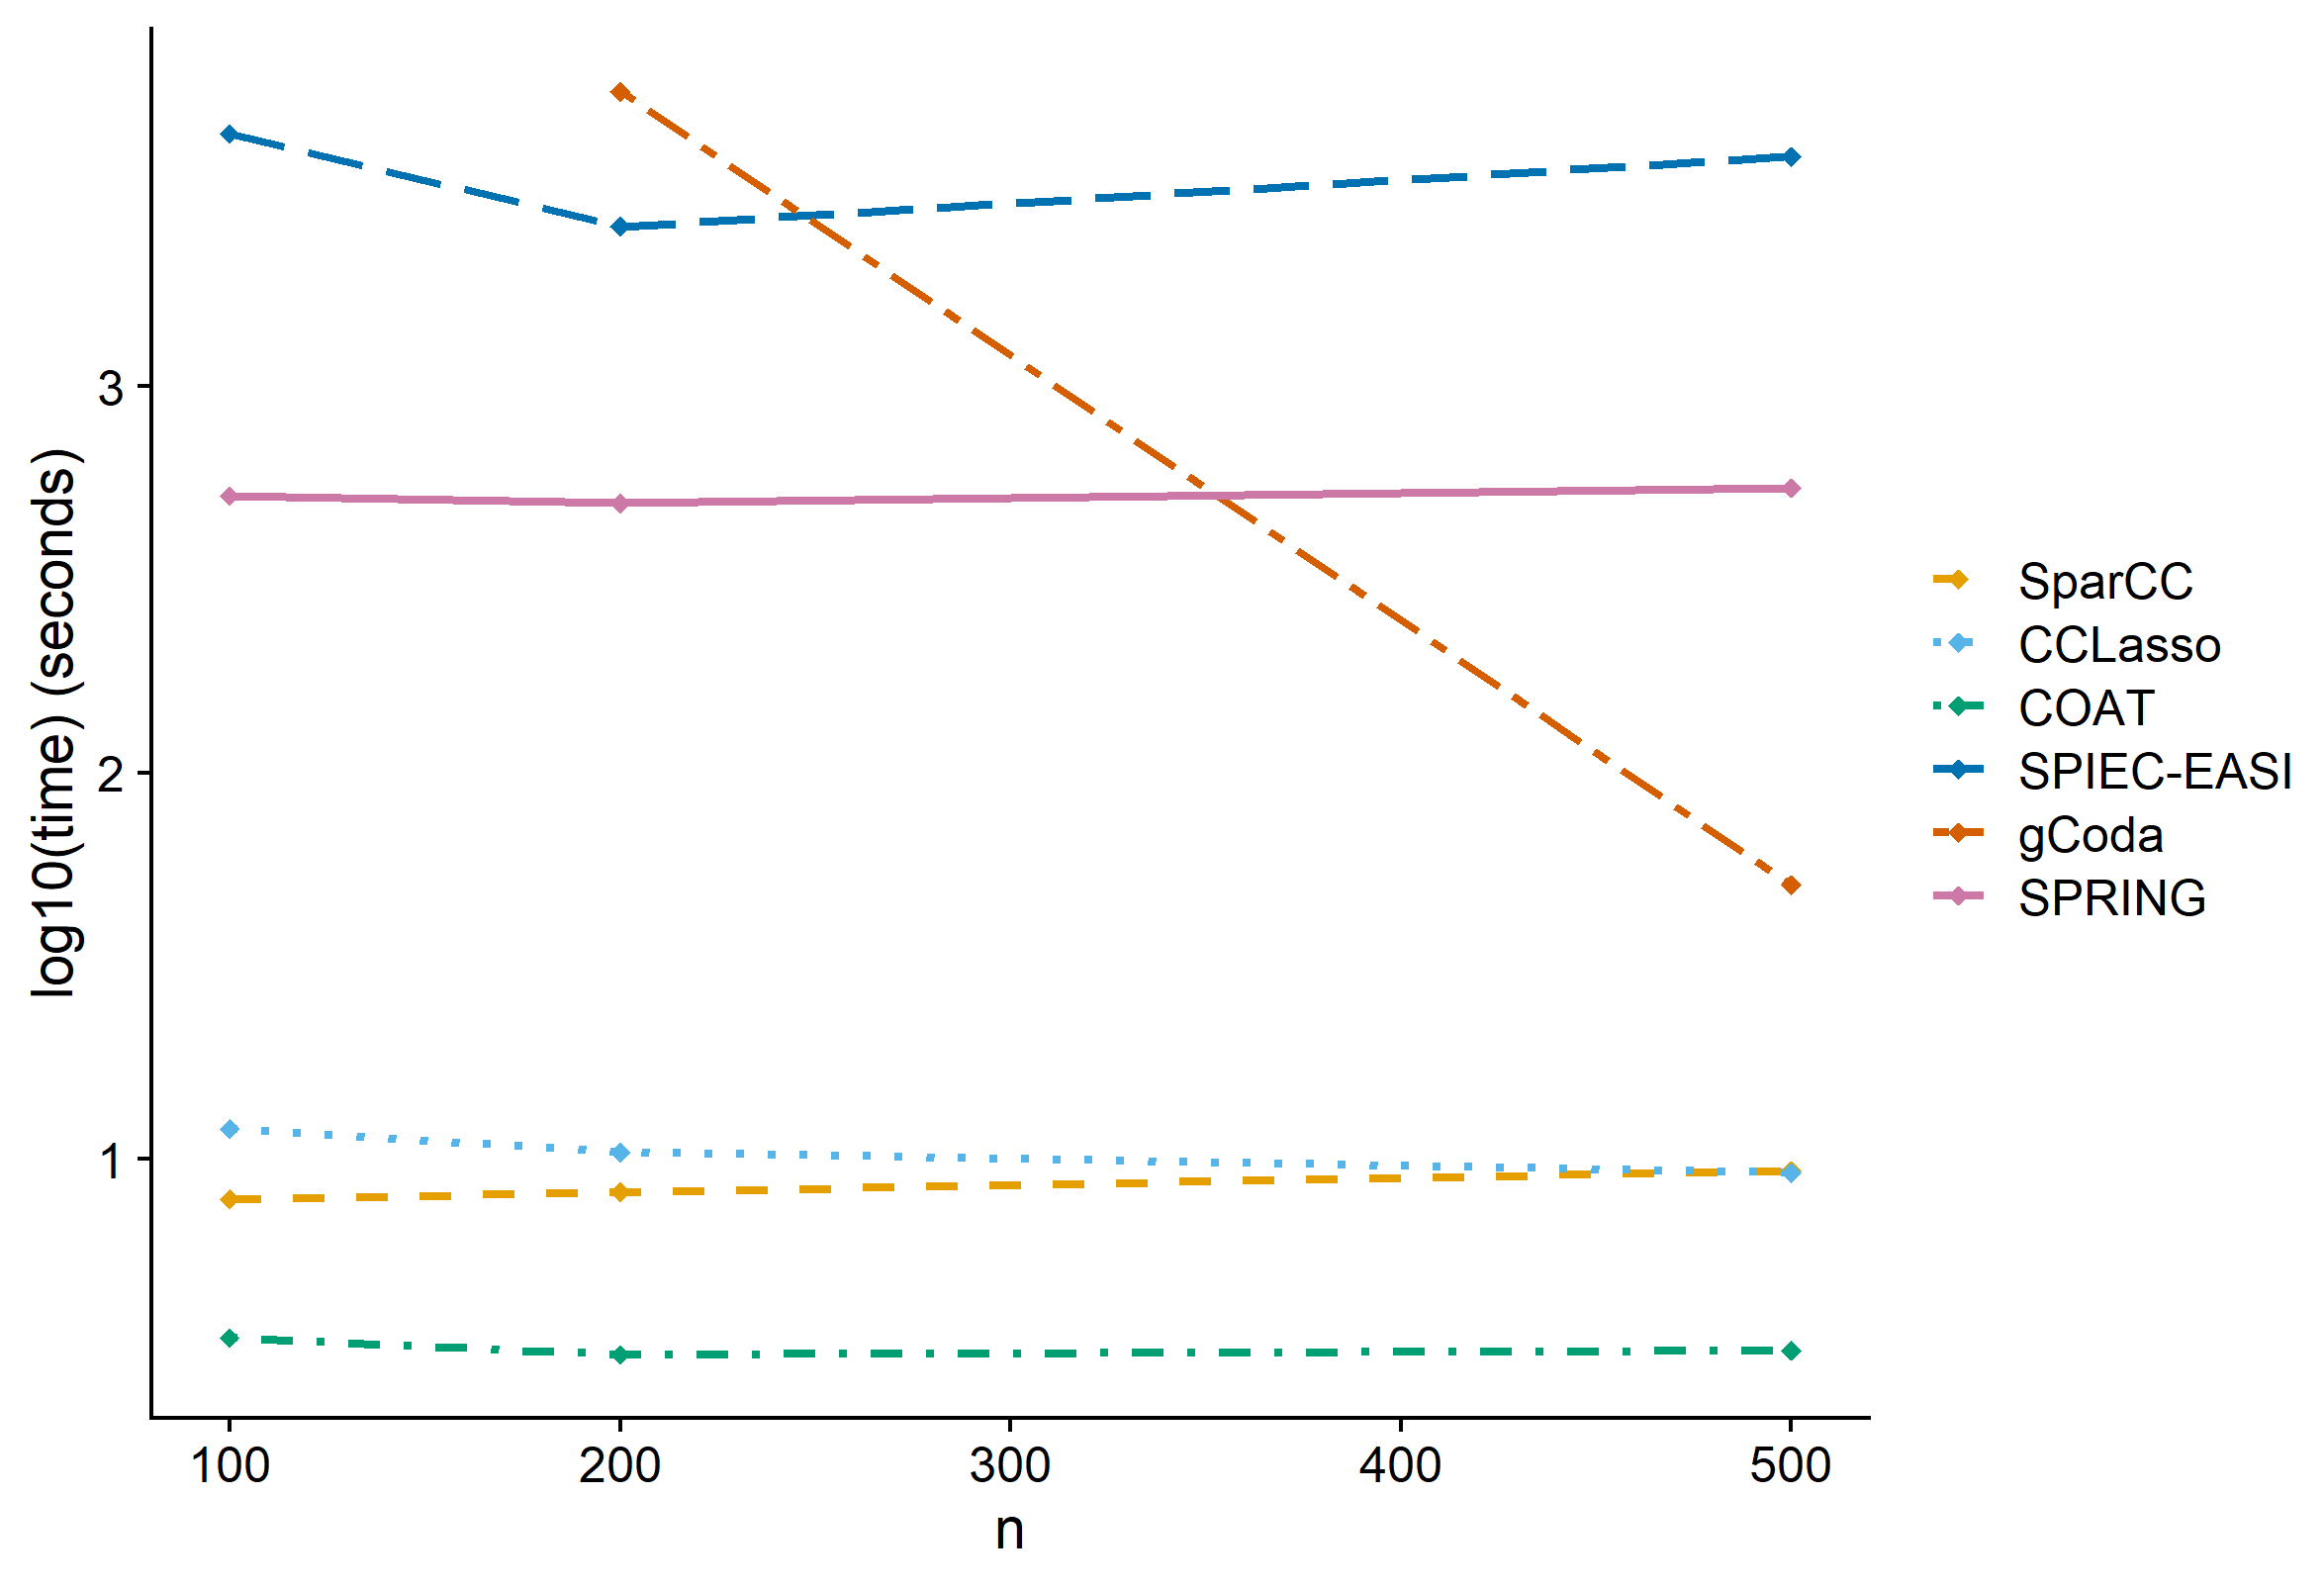 log10(time) (seconds)
3
2
1
100 200 300 400 500
n
SparCC
CCLasso
COAT
SPIEC-EASI
gCoda
SPRING